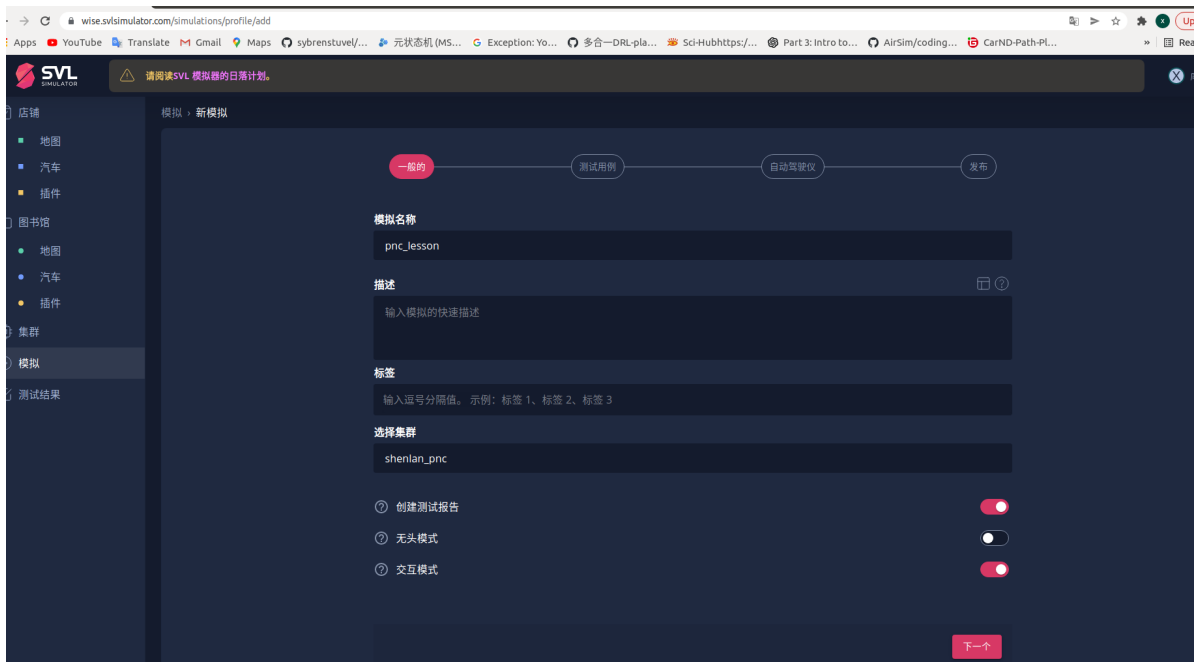 wise.svlsimulator.com/simulations/profile/add
Up
Apps YouTube Translate Gmail Maps sybrenstuvel/... 元状态机 (MS... Exception: Yo... 多合一DRL-pla... Sci-Hubhttps:/... Part 3: Intro to... AirSim/coding... CarND-Path-Pl... » Rea
SVL
SIMULATOR
请阅读SVL 模拟器的日落计划。
X
店铺
地图
汽车
插件
图书馆
地图
汽车
插件
集群
模拟
测试结果
模拟 › 新模拟
一般的 测试用例 自动驾驶仪 发布
模拟名称
pnc_lesson
描述
输入模拟的快速描述
标签
输入逗号分隔值。 示例：标签 1、标签 2、标签 3
选择集群
shenlan_pnc
创建测试报告
无头模式
交互模式
下一个